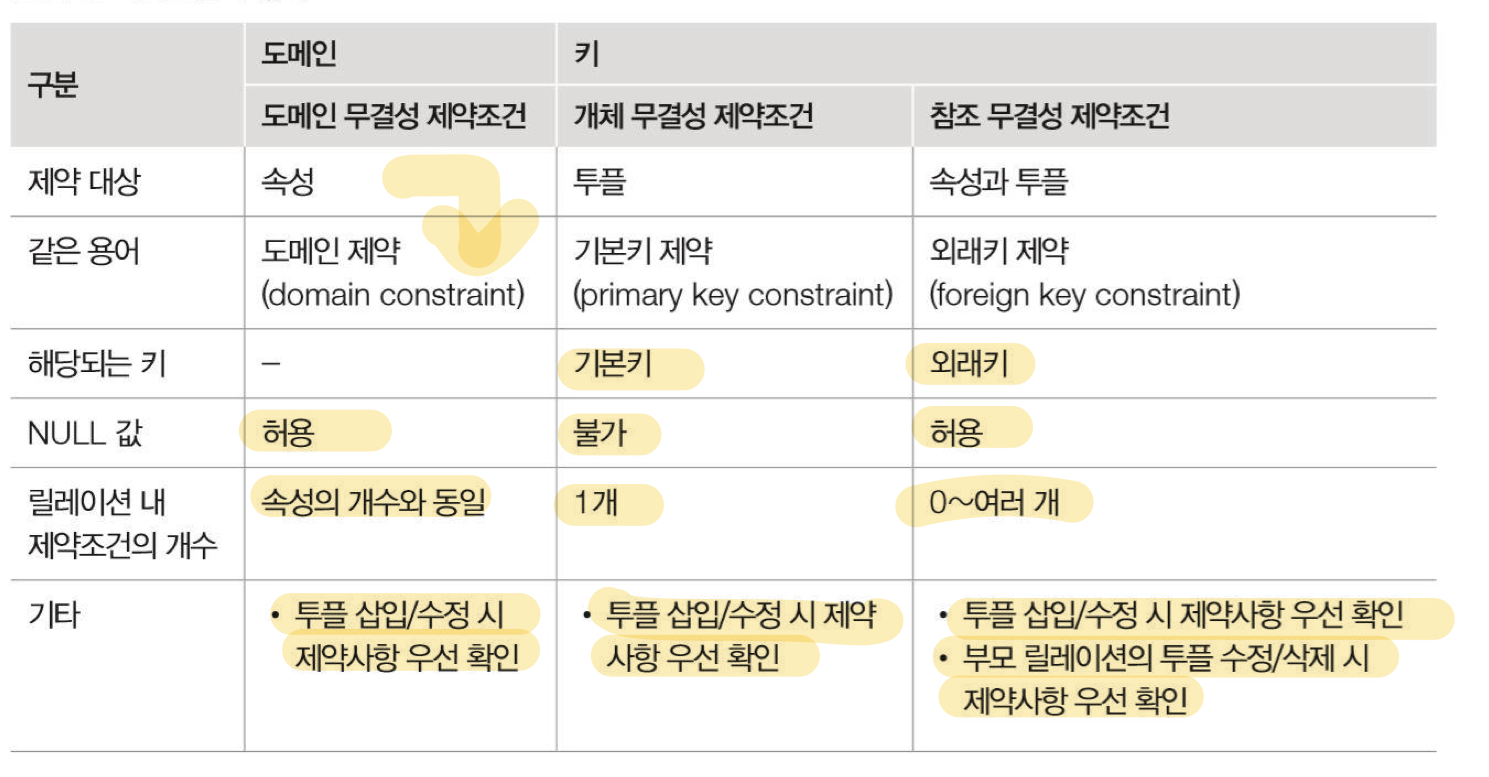 구분
도메인
키
도메인 무결성 제약조건
개체 무결성 제약조건
참조 무결성 제약조건
제약 대상
속성
투플
속성과 투플
같은 용어
도메인 제약
(domain constraint)
기본키 제약
(primary key constraint)
외래키 제약
(foreign key constraint)
해당되는 키
–
기본키
외래키
NULL 값
허용
불가
허용
릴레이션 내
제약조건의 개수
속성의 개수와 동일
1개
0~여러 개
기타
• 투플 삽입/수정 시
제약사항 우선 확인
• 투플 삽입/수정 시 제약
사항 우선 확인
• 투플 삽입/수정 시 제약사항 우선 확인
• 부모 릴레이션의 투플 수정/삭제 시
제약사항 우선 확인